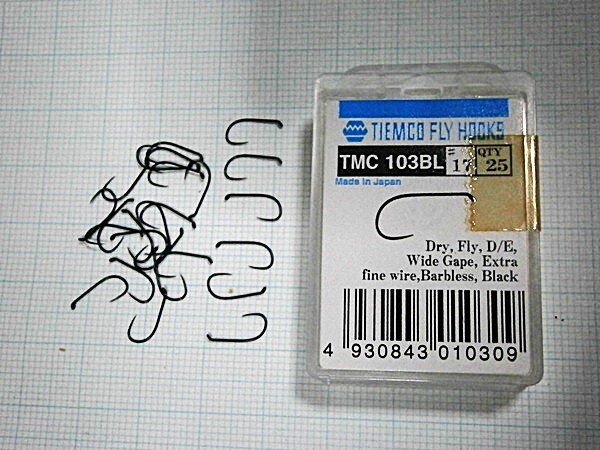 TIEMCO FLY HOOKS
TMC 103BL # 17 QTY 25
Made in Japan
Dry, Fly, D/E,
Wide Gape, Extra
fine wire,Barbless, Black
4 930843 010309